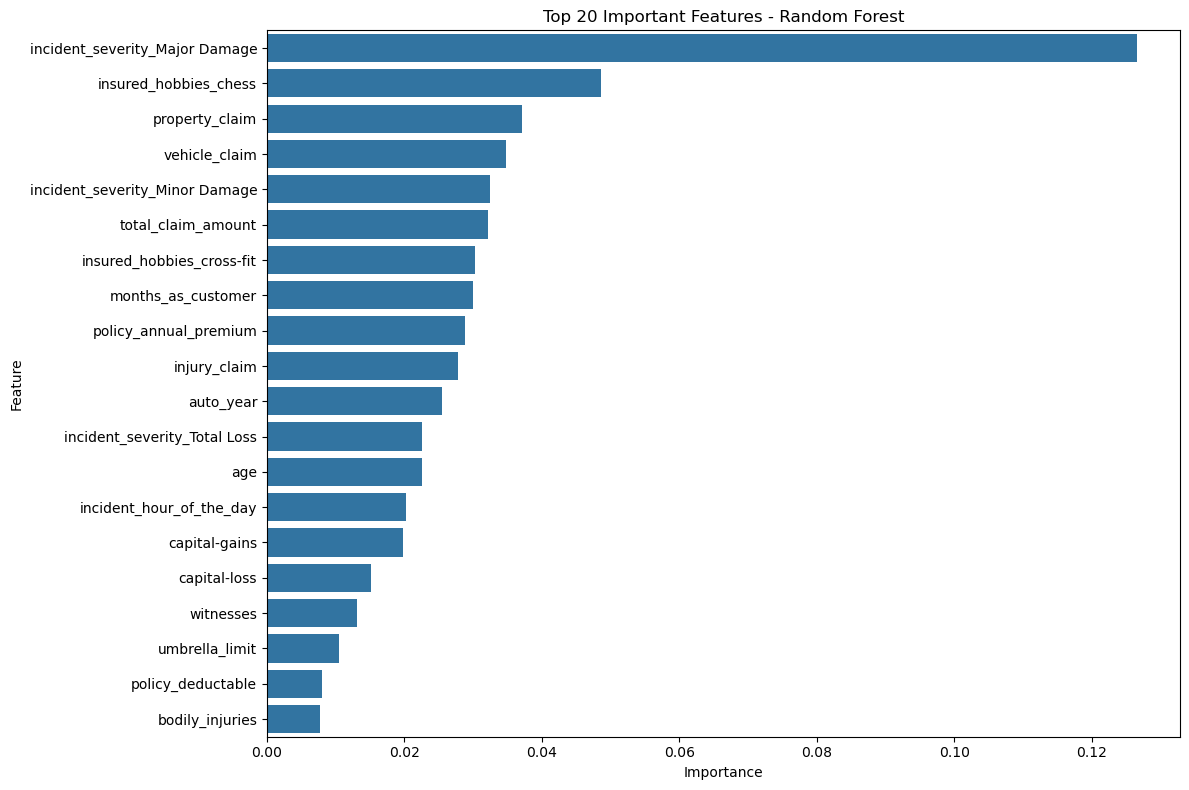 Top 20 Important Features - Random Forest
incident_severity_Major Damage
insured_hobbies_chess
property_claim
vehicle_claim
incident_severity_Minor Damage
total_claim_amount
insured_hobbies_cross-fit
months_as_customer
policy_annual_premium
injury_claim
auto_year
incident_severity_Total Loss
age
incident_hour_of_the_day
capital-gains
capital-loss
witnesses
umbrella_limit
policy_deductable
bodily_injuries
Feature
0.00 0.02 0.04 0.06 0.08 0.10 0.12
Importance